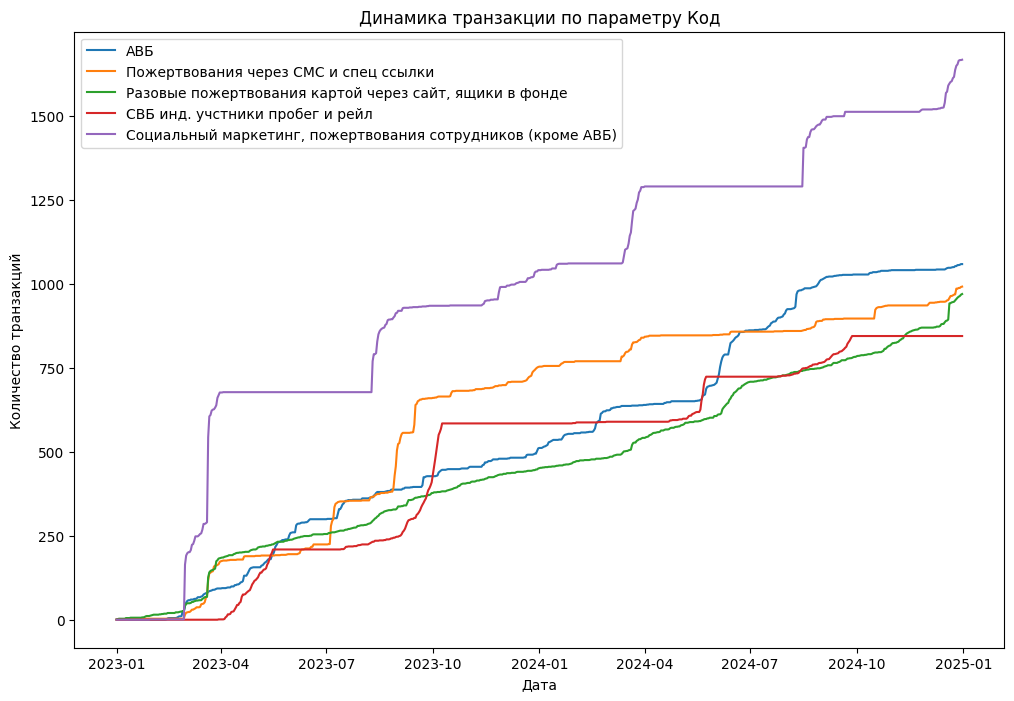 Динамика транзакции по параметру Код
АВБ
Пожертвования через СМС и спец ссылки
Разовые пожертвования картой через сайт, ящики в фонде
СВБ инд. учстники пробег и рейл
Социальный маркетинг, пожертвования сотрудников (кроме АВБ)
Количество транзакций
1500
1250
1000
750
500
250
0
2023-01 2023-04 2023-07 2023-10 2024-01 2024-04 2024-07 2024-10 2025-01
Дата